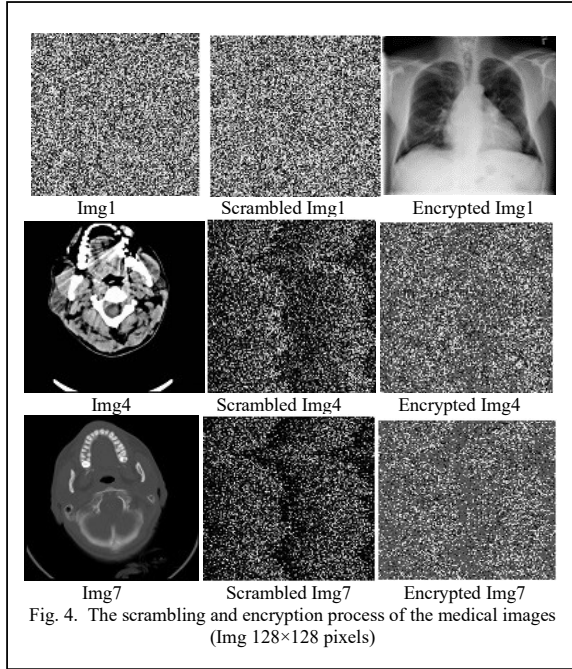 Img1 Scrambled Img1 Encrypted Img1
Img4 Scrambled Img4 Encrypted Img4
Img7 Scrambled Img7 Encrypted Img7
Fig. 4. The scrambling and encryption process of the medical images
(Img 128×128 pixels)